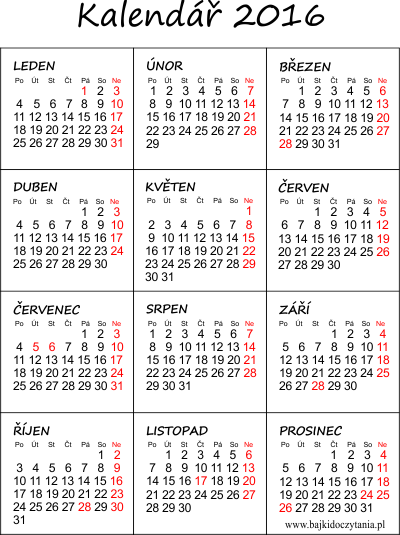 Kalendář 2016
LEDEN
Po Út St Čt Pá So Ne
1 2 3
4 5 6 7 8 9 10
11 12 13 14 15 16 17
18 19 20 21 22 23 24
25 26 27 28 29 30 31
ÚNOR
Po Út St Čt Pá So Ne
1 2 3 4 5 6 7
8 9 10 11 12 13 14
15 16 17 18 19 20 21
22 23 24 25 26 27 28
29
BŘEZEN
Po Út St Čt Pá So Ne
1 2 3 4 5 6
7 8 9 10 11 12 13
14 15 16 17 18 19 20
21 22 23 24 25 26 27
28 29 30 31
DUBEN
Po Út St Čt Pá So Ne
1 2 3
4 5 6 7 8 9 10
11 12 13 14 15 16 17
18 19 20 21 22 23 24
25 26 27 28 29 30
KVĚTEN
Po Út St Čt Pá So Ne
1
2 3 4 5 6 7 8
9 10 11 12 13 14 15
16 17 18 19 20 21 22
23 24 25 26 27 28 29
30 31
ČERVEN
Po Út St Čt Pá So Ne
1 2 3 4 5
6 7 8 9 10 11 12
13 14 15 16 17 18 19
20 21 22 23 24 25 26
27 28 29 30
ČERVENEC
Po Út St Čt Pá So Ne
1 2 3
4 5 6 7 8 9 10
11 12 13 14 15 16 17
18 19 20 21 22 23 24
25 26 27 28 29 30 31
SRPEN
Po Út St Čt Pá So Ne
1 2 3 4 5 6 7
8 9 10 11 12 13 14
15 16 17 18 19 20 21
22 23 24 25 26 27 28
29 30 31
ZÁŘÍ
Po Út St Čt Pá So Ne
1 2 3 4
5 6 7 8 9 10 11
12 13 14 15 16 17 18
19 20 21 22 23 24 25
26 27 28 29 30
ŘÍJEN
Po Út St Čt Pá So Ne
1 2
3 4 5 6 7 8 9
10 11 12 13 14 15 16
17 18 19 20 21 22 23
24 25 26 27 28 29 30
31
LISTOPAD
Po Út St Čt Pá So Ne
1 2 3 4 5 6
7 8 9 10 11 12 13
14 15 16 17 18 19 20
21 22 23 24 25 26 27
28 29 30
PROSINEC
Po Út St Čt Pá So Ne
1 2 3 4
5 6 7 8 9 10 11
12 13 14 15 16 17 18
19 20 21 22 23 24 25
26 27 28 29 30 31
www.bajkidoczytania.pl